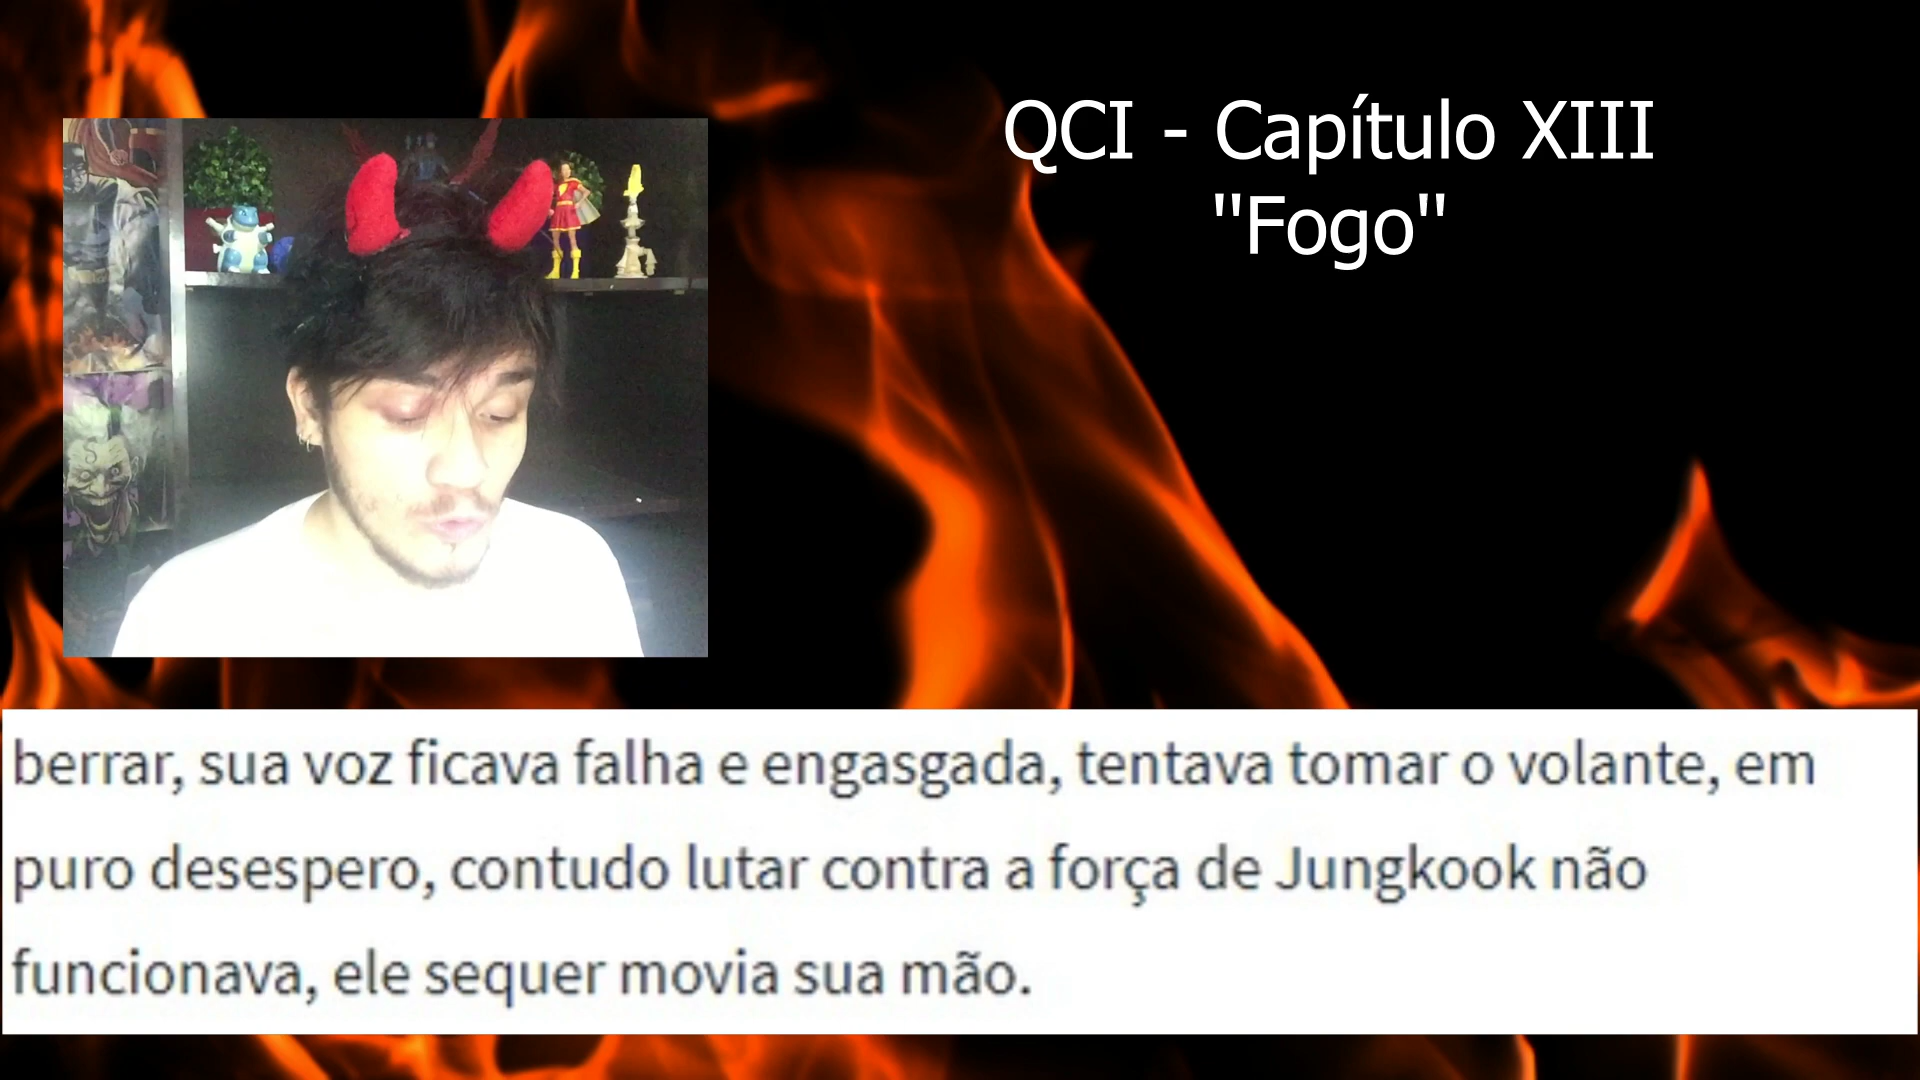 QCI - Capítulo XIII
"Fogo"
berrar, sua voz ficava falha e engasgada, tentava tomar o volante, em
puro desespero, contudo lutar contra a força de Jungkook não
funcionava, ele sequer movia sua mão.